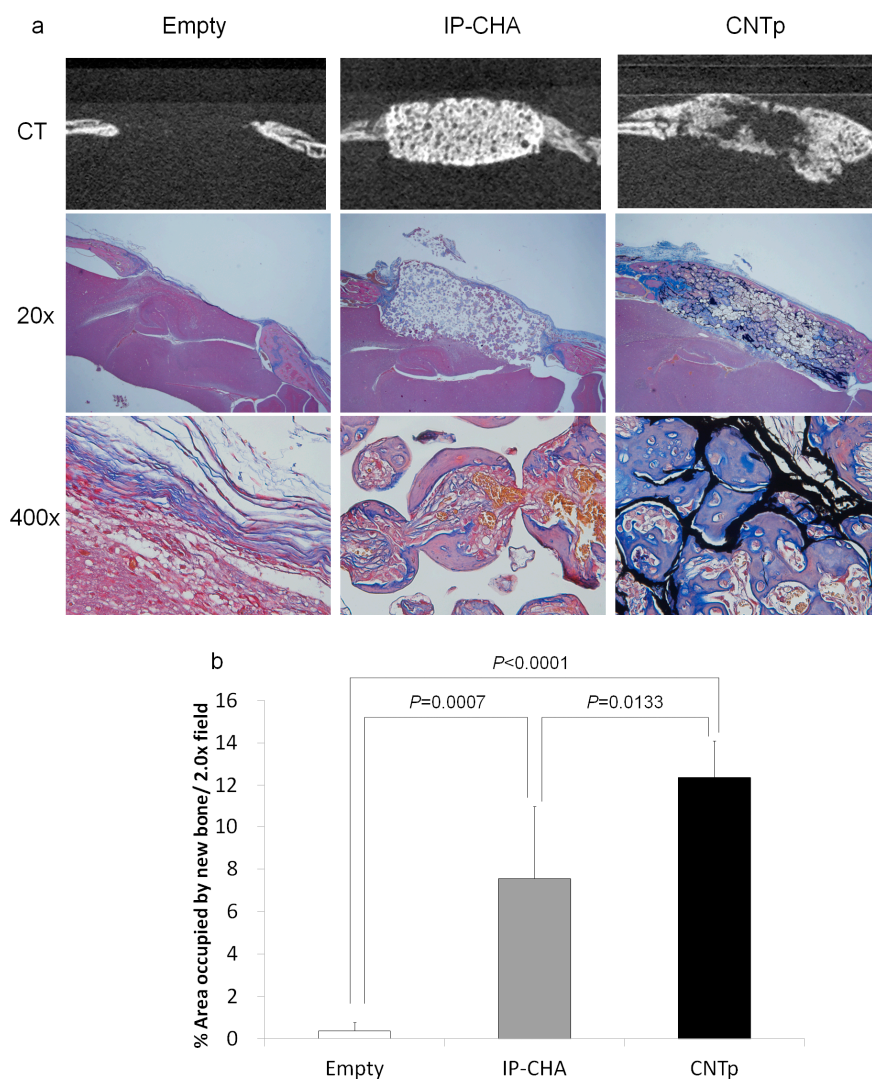 a
Empty
IP-CHA
CNTp
CT
20x
400x
b
P<0.0001
P=0.0007
P=0.0133
% Area occupied by new bone/ 2.0x field
16
14
12
10
8
6
4
2
0
Empty
IP-CHA
CNTp